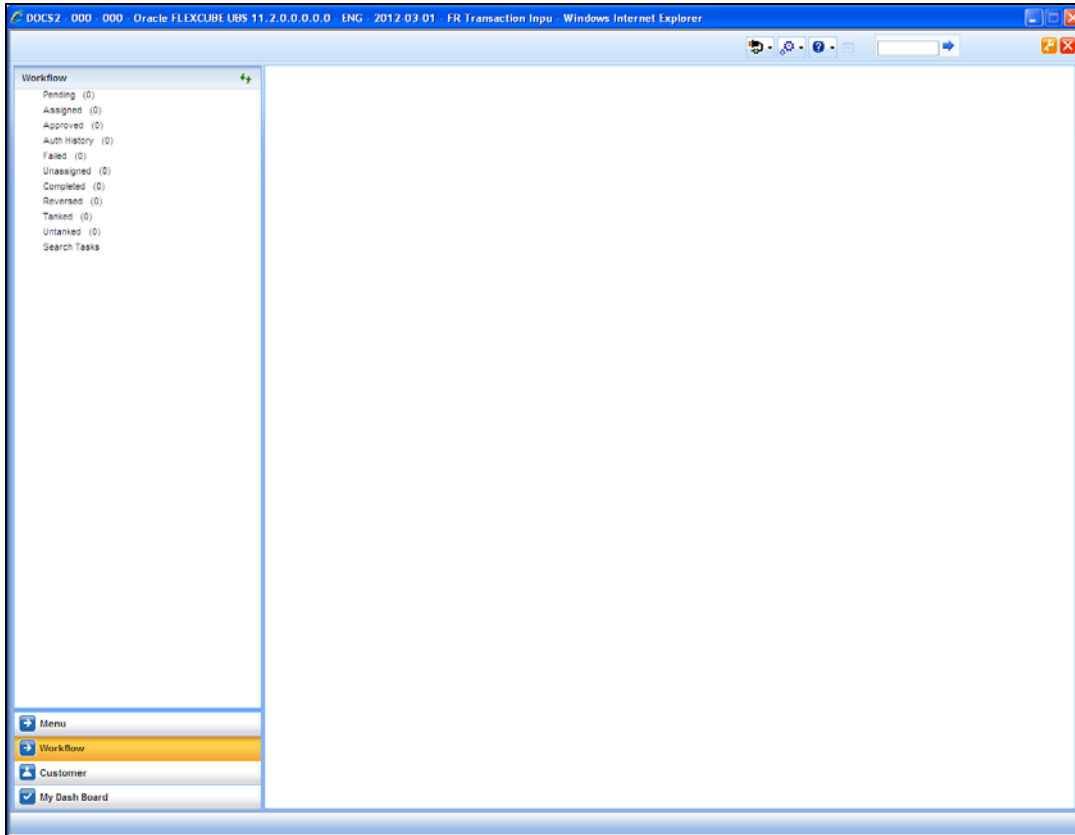 DOCS2 - 000 - 000 - Oracle FLEXCUBE UBS 11.2.0.0.0.0.0 - ENG - 2012-03-01 - FR Transaction Inpu - Windows Internet Explorer
Workflow
Pending (0)
Assigned (0)
Approved (0)
Auth History (0)
Failed (0)
Unassigned (0)
Completed (0)
Reversed (0)
Tanked (0)
Untanked (0)
Search Tasks
Menu
Workflow
Customer
My Dash Board